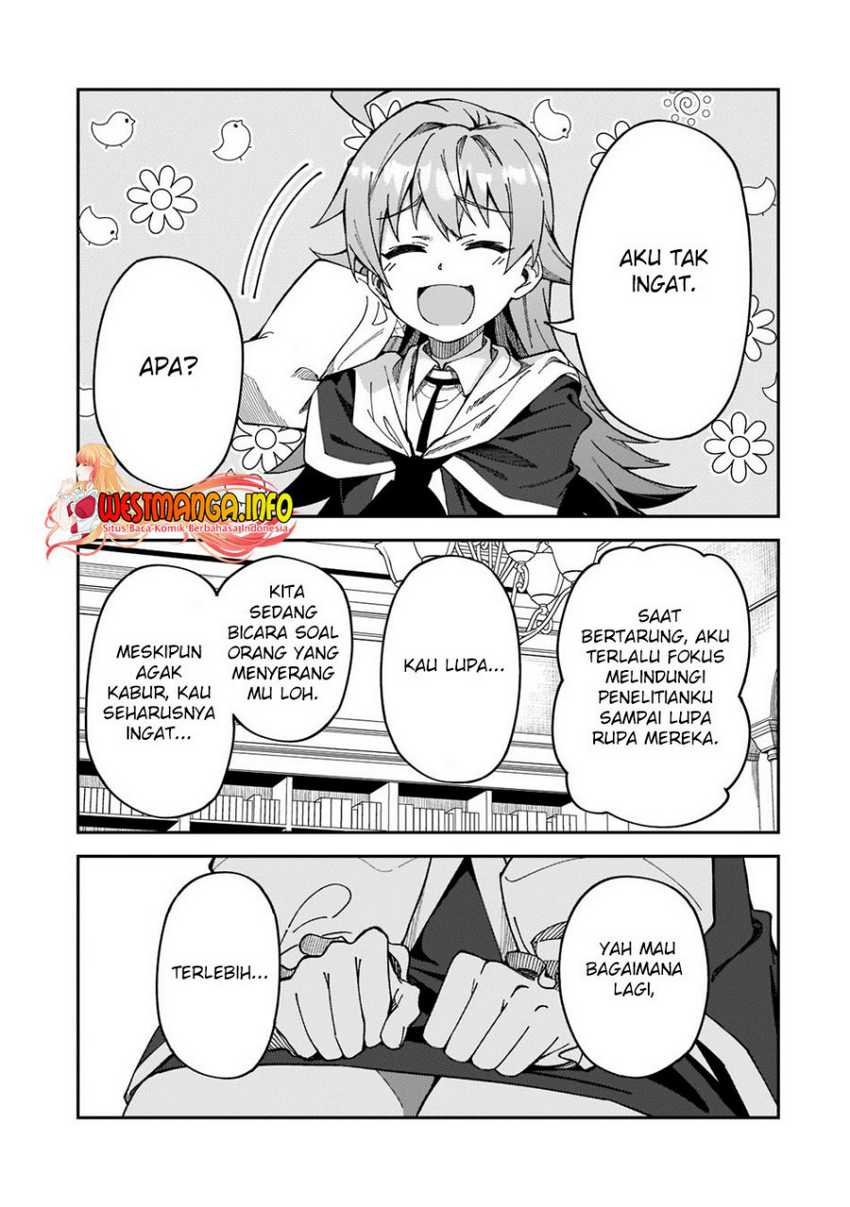 AKU TAK
INGAT.
APA?
WESTMANGA.INFO
Situs Baca Komik Berbahasa Indonesia
SAAT
BERTARUNG, AKU
TERLALU FOKUS
MELINDUNGI
PENELITIANKU
SAMPAI LUPA
RUPA MEREKA.
KAU LUPA...
KITA
SEDANG
BICARA SOAL
ORANG YANG
MENYERANG
MU LOH.
MESKIPUN
AGAK
KABUR, KAU
SEHARUSNYA
INGAT...
YAH MAU
BAGAIMANA
LAGI,
TERLEBIH...